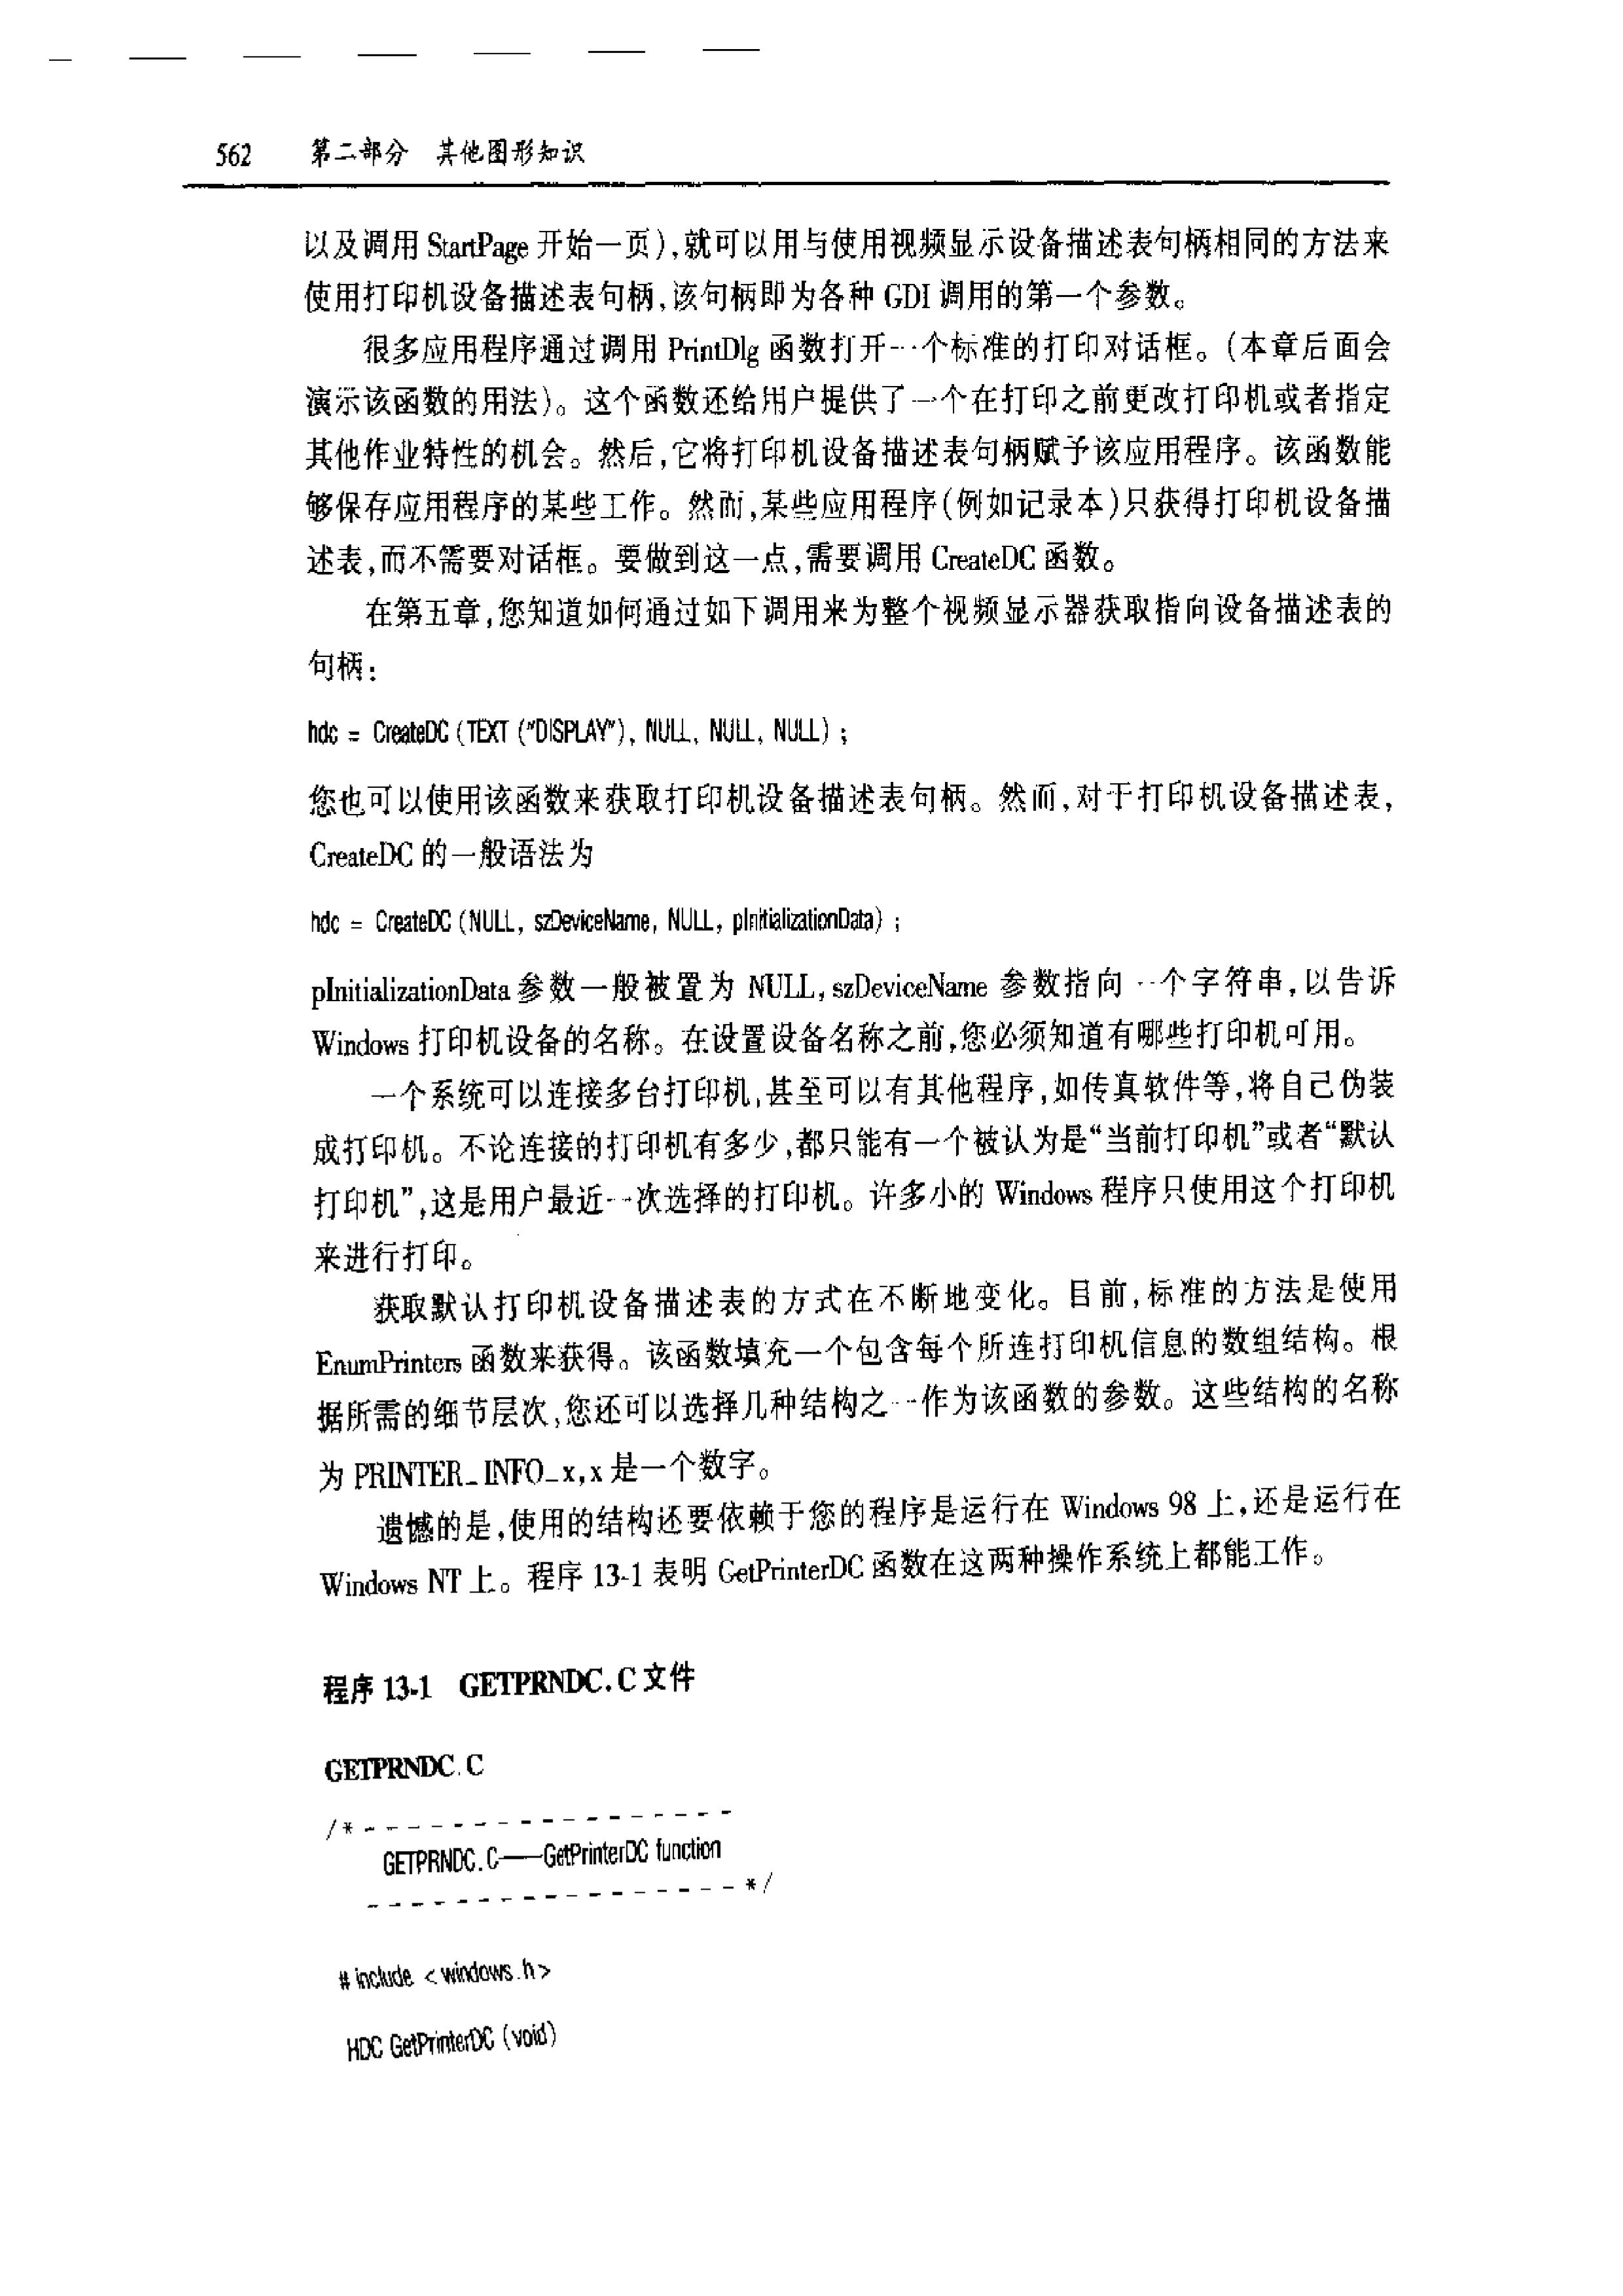 562 第二部分 其他图形知识
以及调用 StartPage 开始一页),就可以用与使用视频显示设备描述表句柄相同的方法来
使用打印机设备描述表句柄,该句柄即为各种 GDI 调用的第一个参数。
很多应用程序通过调用 PrintDlg 函数打开一个标准的打印对话框。(本章后面会
演示该函数的用法)。这个函数还给用户提供了一个在打印之前更改打印机或者指定
其他作业特性的机会。然后,它将打印机设备描述表句柄赋予该应用程序。该函数能
够保存应用程序的某些工作。然而,某些应用程序(例如记录本)只获得打印机设备描
述表,而不需要对话框。要做到这一点,需要调用 CreateDC 函数。
在第五章,您知道如何通过如下调用来为整个视频显示器获取指向设备描述表的
句柄:
hdc = CreateDC (TEXT ("DISPLAY"), NULL, NULL, NULL) ;
您也可以使用该函数来获取打印机设备描述表句柄。然而,对于打印机设备描述表,
CreateDC 的一般语法为
hdc = CreateDC (NULL, szDeviceName, NULL, pInitializationData) ;
pInitializationData 参数一般被置为 NULL, szDeviceName 参数指向一个字符串,以告诉
Windows 打印机设备的名称。在设置设备名称之前,您必须知道有哪些打印机可用。
一个系统可以连接多台打印机,甚至可以有其他程序,如传真软件等,将自己伪装
成打印机。不论连接的打印机有多少,都只能有一个被认为是“当前打印机”或者“默认
打印机”,这是用户最近一次选择的打印机。许多小的 Windows 程序只使用这个打印机
来进行打印。
获取默认打印机设备描述表的方式在不断地变化。目前,标准的方法是使用
EnumPrinters 函数来获得。该函数填充一个包含每个所连打印机信息的数组结构。根
据所需的细节层次,您还可以选择几种结构之一作为该函数的参数。这些结构的名称
为 PRINTER_INFO_x,x 是一个数字。
遗憾的是,使用的结构还要依赖于您的程序是运行在 Windows 98 上,还是运行在
Windows NT 上。程序 13-1 表明 GetPrinterDC 函数在这两种操作系统上都能工作。
程序 13-1 GETPRNDC.C 文件
GETPRNDC.C
/* - - - - - - - - - - - - - - - - -
GETPRNDC.C——GetPrinterDC function
- - - - - - - - - - - - - - - - - */
# include <windows.h>
HDC GetPrinterDC (void)